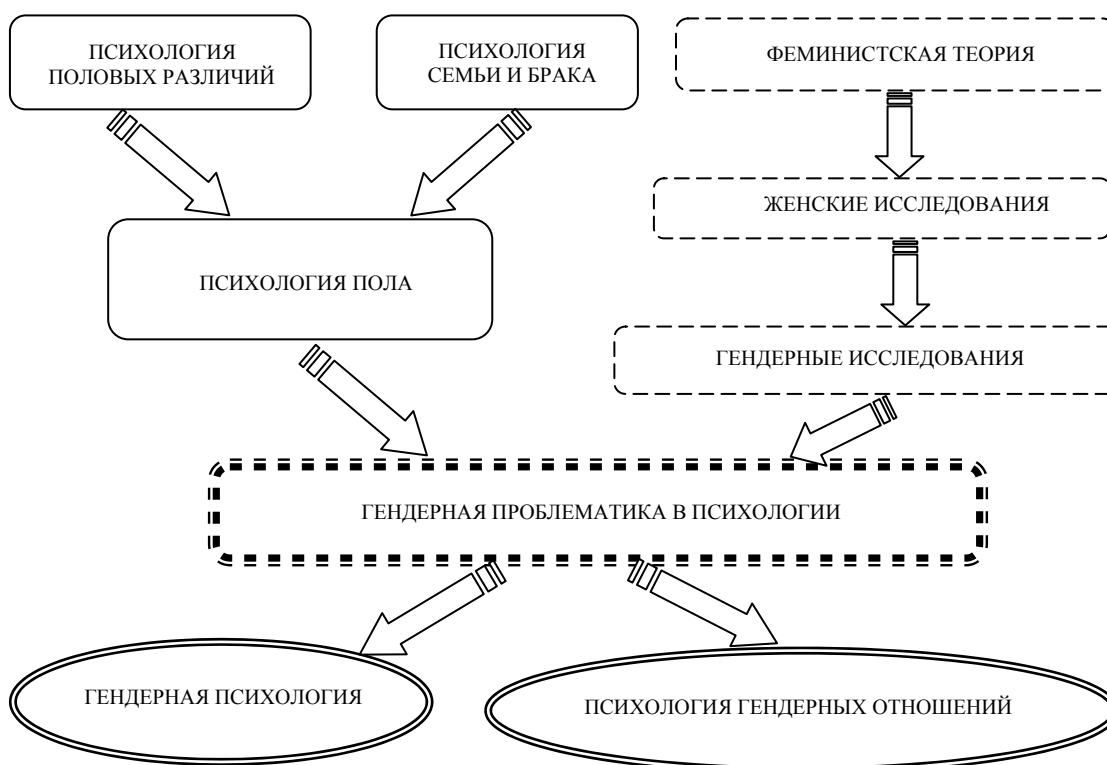 ПСИХОЛОГИЯ
ПОЛОВЫХ РАЗЛИЧИЙ
ПСИХОЛОГИЯ
СЕМЬИ И БРАКА
ФЕМИНИСТСКАЯ ТЕОРИЯ
ЖЕНСКИЕ ИССЛЕДОВАНИЯ
ПСИХОЛОГИЯ ПОЛА
ГЕНДЕРНЫЕ ИССЛЕДОВАНИЯ
ГЕНДЕРНАЯ ПРОБЛЕМАТИКА В ПСИХОЛОГИИ
ГЕНДЕРНАЯ ПСИХОЛОГИЯ
ПСИХОЛОГИЯ ГЕНДЕРНЫХ ОТНОШЕНИЙ